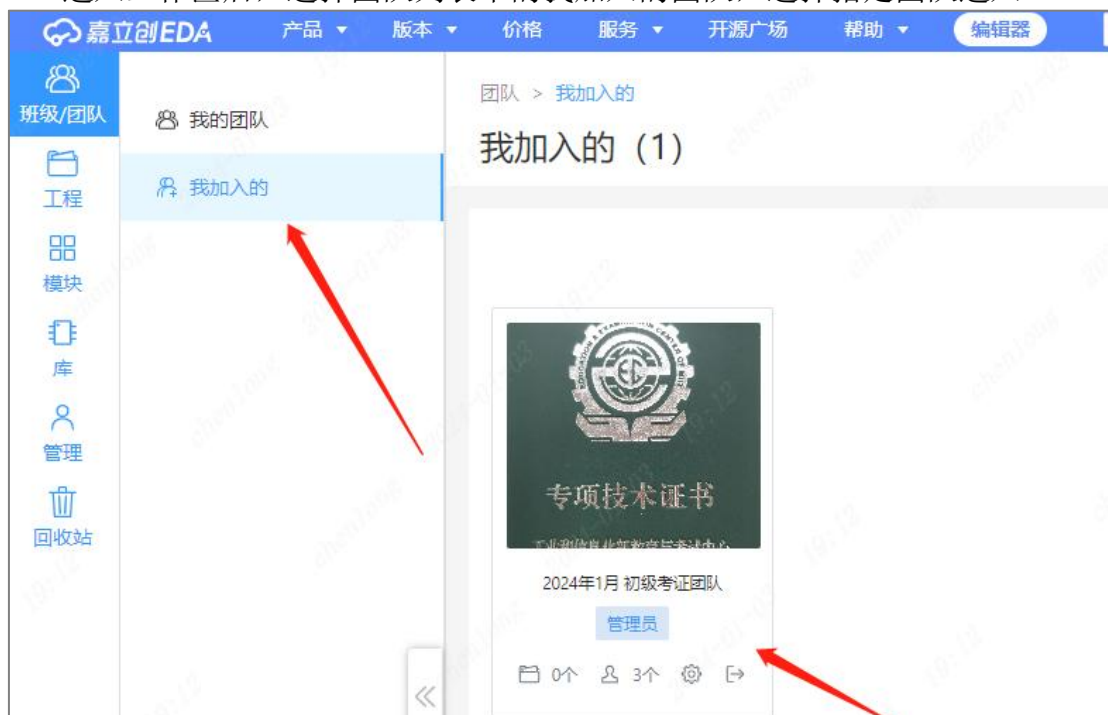 嘉立创EDA 产品 版本 价格 服务 开源广场 帮助 编辑器
班级/团队
工程
模块
库
管理
回收站
我的团队
我加入的
团队 > 我加入的
我加入的（1）
专项技术证书
2024年1月 初级考证团队
管理员
0个 3个